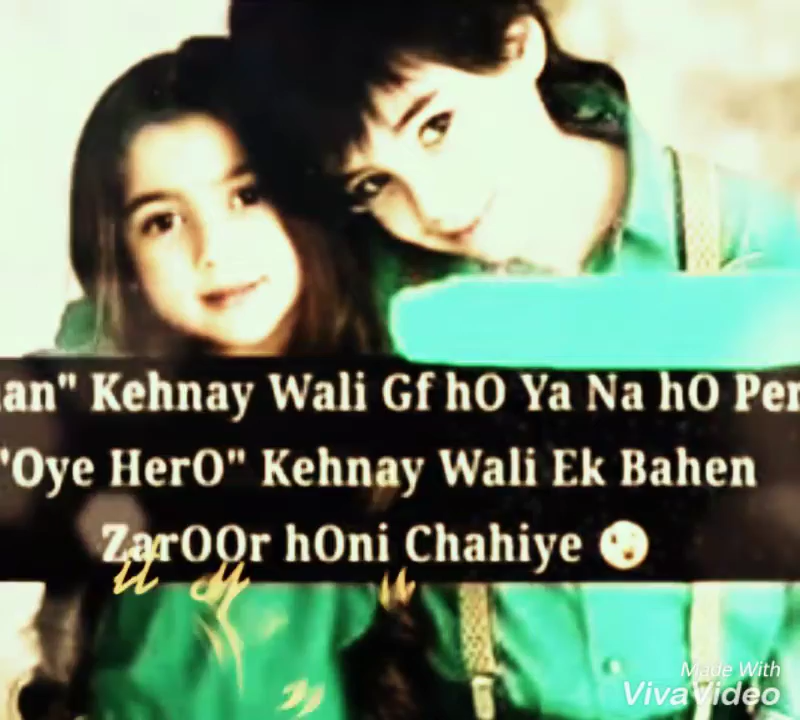 an" Kehnay Wali Gf hO Ya Na hO Per
"Oye HerO" Kehnay Wali Ek Bahen
ZarOOr hOni Chahiye
Made With
VivaVideo